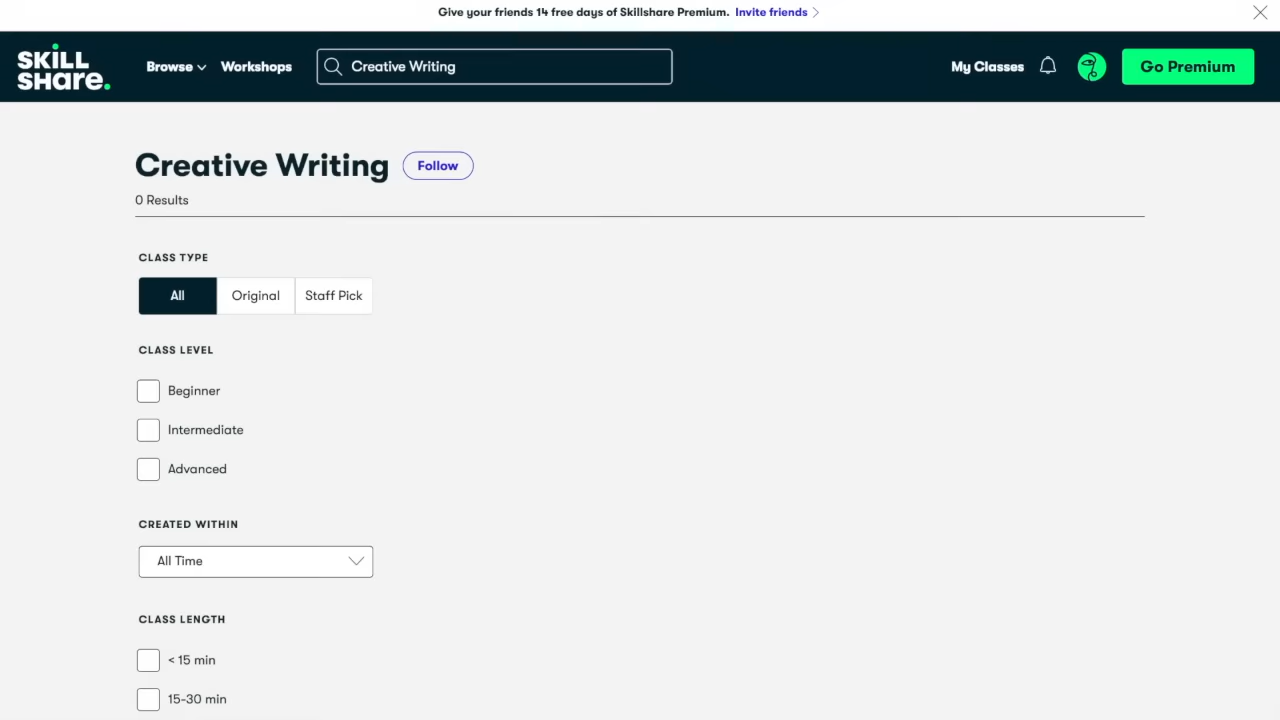 Give your friends 14 free days of Skillshare Premium. Invite friends
SKILL SHare.
Browse Workshops Creative Writing My Classes Go Premium
Creative Writing Follow
0 Results
CLASS TYPE
All Original Staff Pick
CLASS LEVEL
Beginner
Intermediate
Advanced
CREATED WITHIN
All Time
CLASS LENGTH
< 15 min
15-30 min